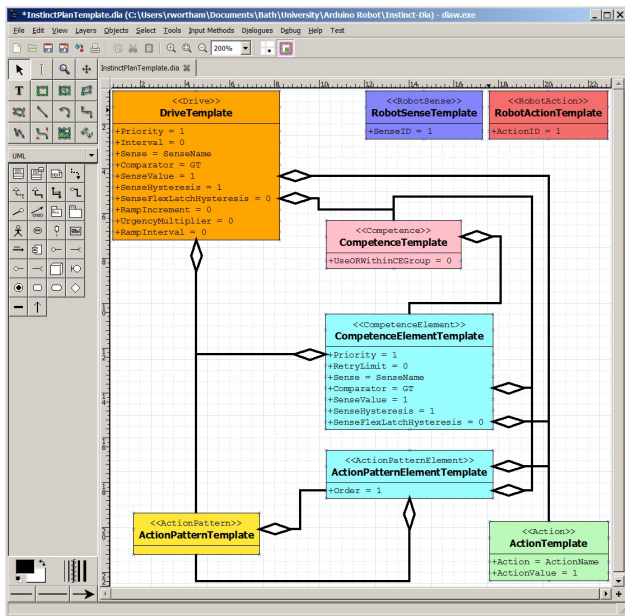 *InstinctPlanTemplate.dia (C:\Users\rwortham\Documents\Bath\University\Arduino Robot\Instinct-Dia) - diaw.exe
File Edit View Layers Objects Select Tools Input Methods Dialogues Debug Help Test
200%
InstinctPlanTemplate.dia
UML
<<Drive>>
DriveTemplate
+Priority = 1
+Interval = 0
+Sense = SenseName
+Comparator = GT
+SenseValue = 1
+SenseHysteresis = 1
+SenseFlexLatchHysteresis = 0
+RampIncrement = 0
+UrgencyMultiplier = 0
+RampInterval = 0
<<RobotSense>>
RobotSenseTemplate
+SenseID = 1
<<RobotAction>>
RobotActionTemplate
+ActionID = 1
<<Competence>>
CompetenceTemplate
+UseORWithinCEGroup = 0
<<CompetenceElement>>
CompetenceElementTemplate
+Priority = 1
+RetryLimit = 0
+Sense = SenseName
+Comparator = GT
+SenseValue = 1
+SenseHysteresis = 1
+SenseFlexLatchHysteresis = 0
<<ActionPatternElement>>
ActionPatternElementTemplate
+Order = 1
<<ActionPattern>>
ActionPatternTemplate
<<Action>>
ActionTemplate
+Action = ActionName
+ActionValue = 1